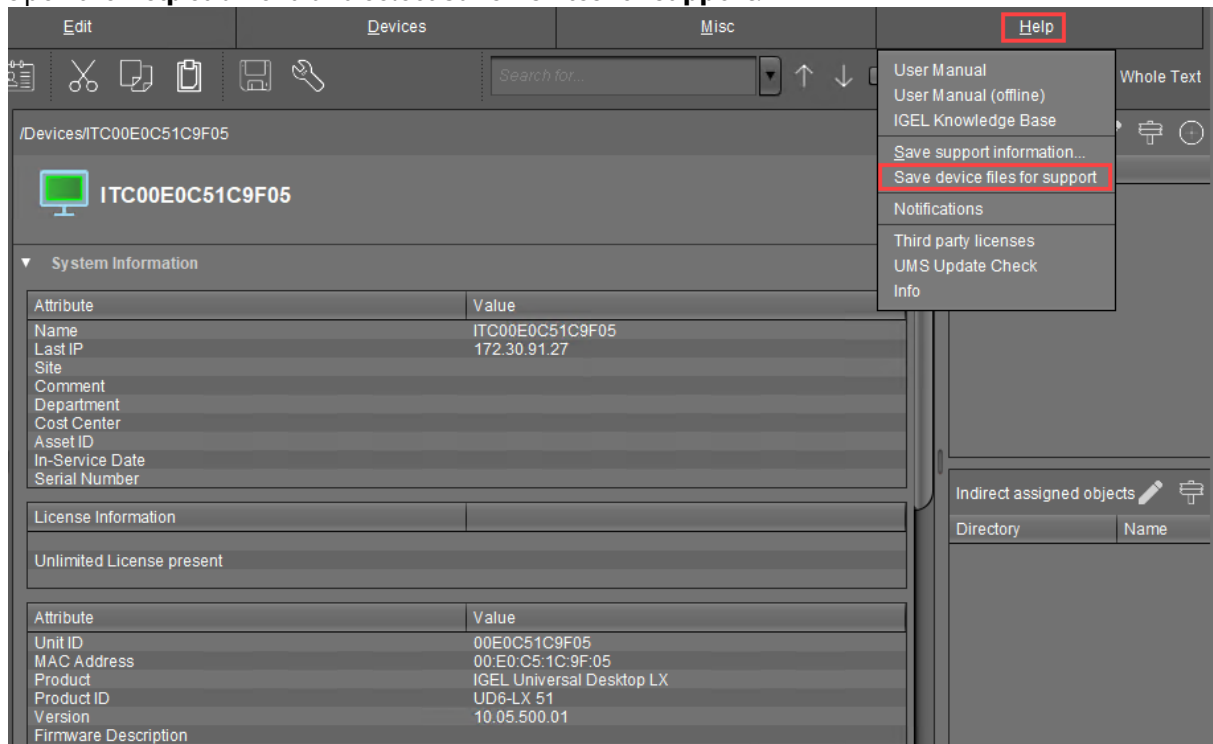 Edit Devices Misc Help
Search for... Whole Text
/Devices/ITC00E0C51C9F05
ITC00E0C51C9F05
User Manual
User Manual (offline)
IGEL Knowledge Base
Save support information...
Save device files for support
Notifications
Third party licenses
UMS Update Check
Info
System Information
Attribute Value
Name ITC00E0C51C9F05
Last IP 172.30.91.27
Site
Comment
Department
Cost Center
Asset ID
In-Service Date
Serial Number
License Information
Unlimited License present
Attribute Value
Unit ID 00E0C51C9F05
MAC Address 00:E0:C5:1C:9F:05
Product IGEL Universal Desktop LX
Product ID UD6-LX 51
Version 10.05.500.01
Firmware Description
Indirect assigned objects
Directory Name